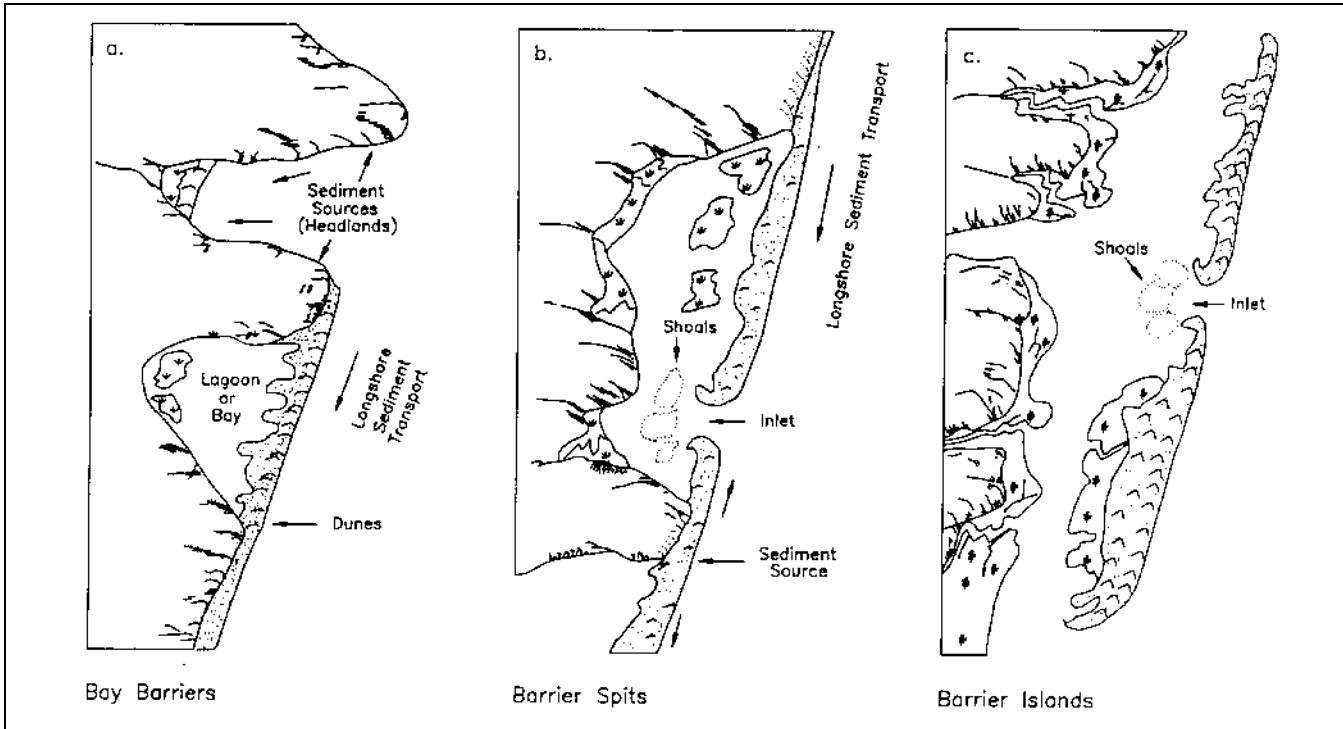 a.
Sediment
Sources
(Headlands)
Lagoon
or
Bay
Longshore
Sediment
Transport
Dunes
Bay Barriers
b.
Longshore Sediment Transport
Shoals
Inlet
Sediment
Source
Barrier Spits
c.
Shoals
Inlet
Barrier Islands